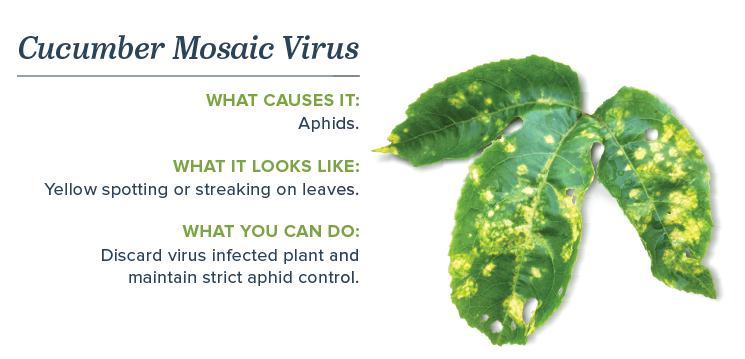 Cucumber Mosaic Virus
WHAT CAUSES IT:
Aphids.
WHAT IT LOOKS LIKE:
Yellow spotting or streaking on leaves.
WHAT YOU CAN DO:
Discard virus infected plant and
maintain strict aphid control.